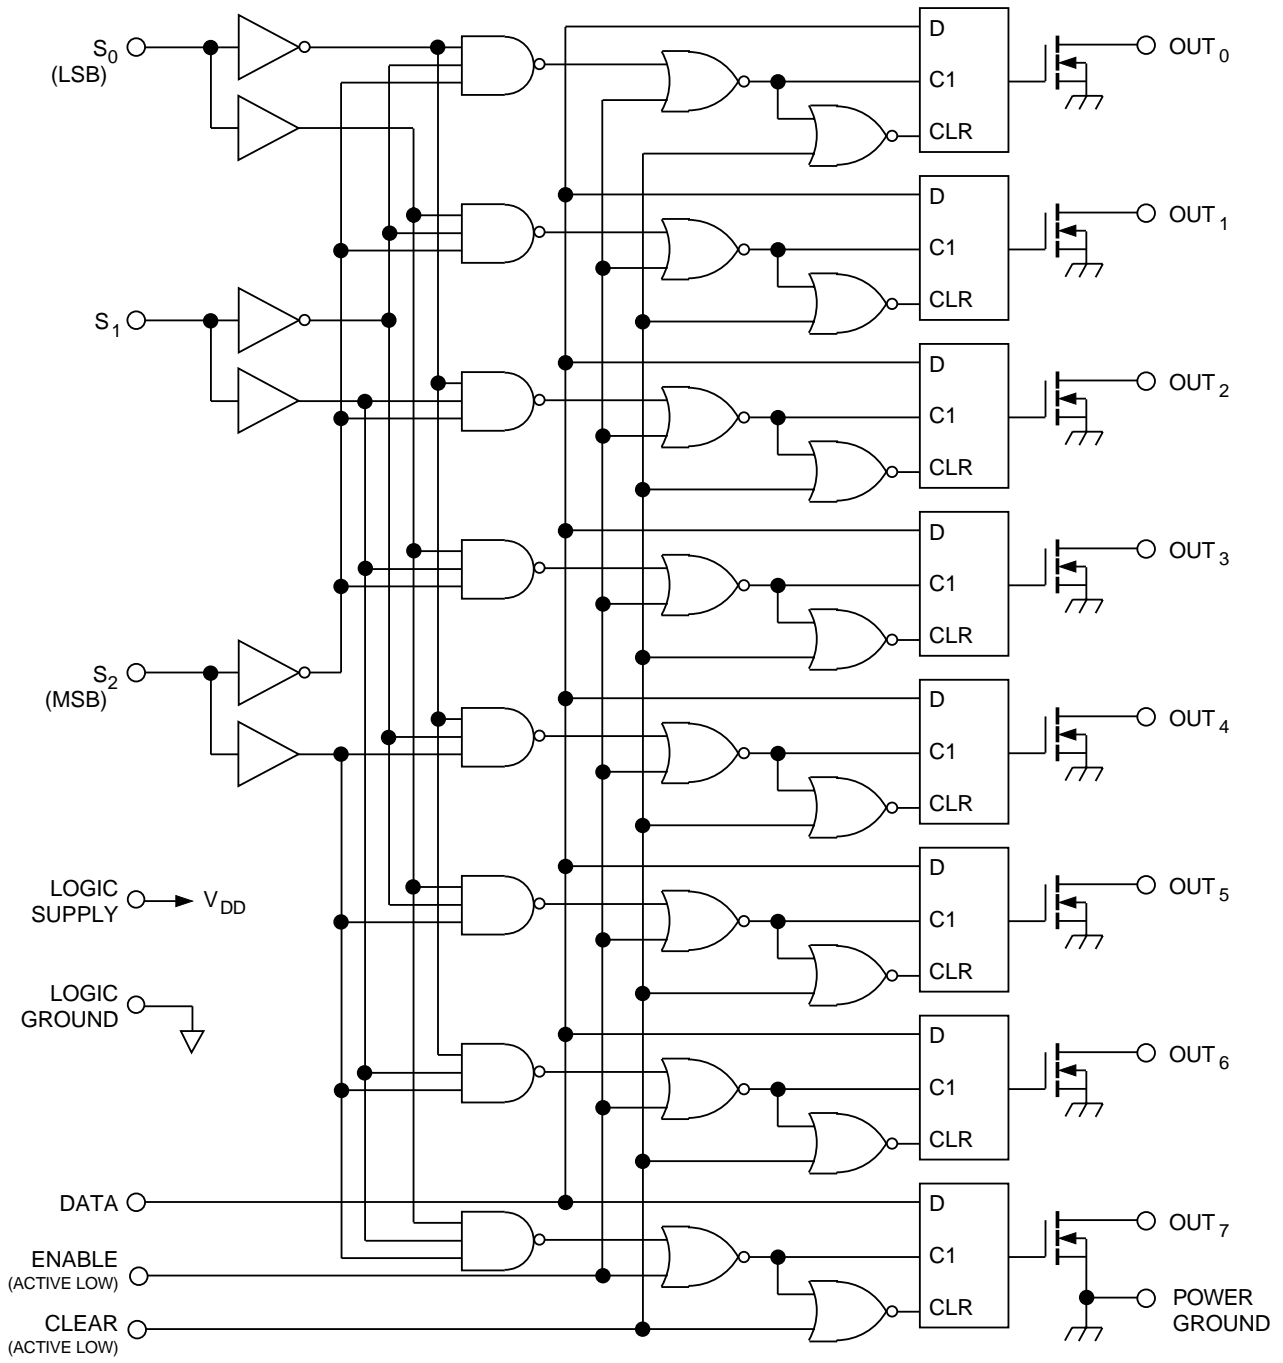 S0
(LSB)
D
C1
CLR
OUT0
D
C1
CLR
OUT1
S1
D
C1
CLR
OUT2
D
C1
CLR
OUT3
S2
(MSB)
D
C1
CLR
OUT4
LOGIC
SUPPLY
VDD
D
C1
CLR
OUT5
LOGIC
GROUND
D
C1
CLR
OUT6
DATA
D
C1
CLR
OUT7
ENABLE
(ACTIVE LOW)
CLEAR
(ACTIVE LOW)
POWER
GROUND